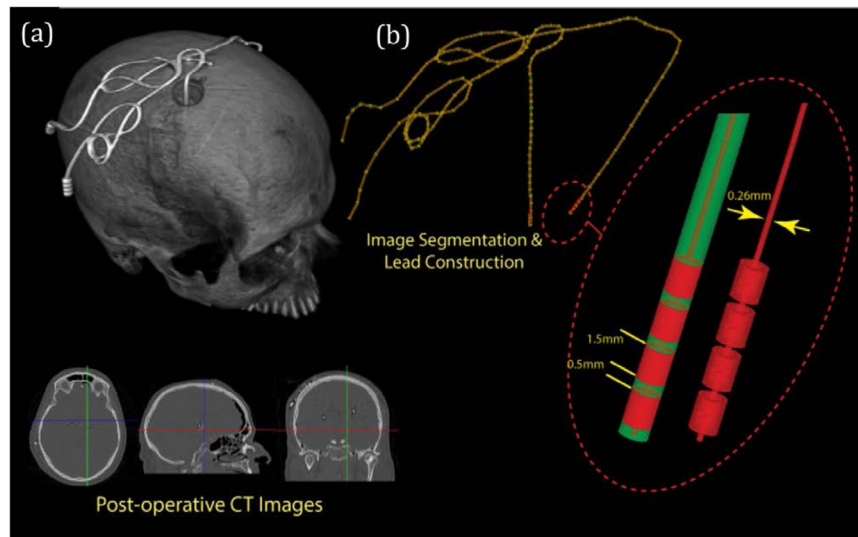 (a)
(b)
0.26mm
Image Segmentation &
Lead Construction
1.5mm
0.5mm
Post-operative CT Images